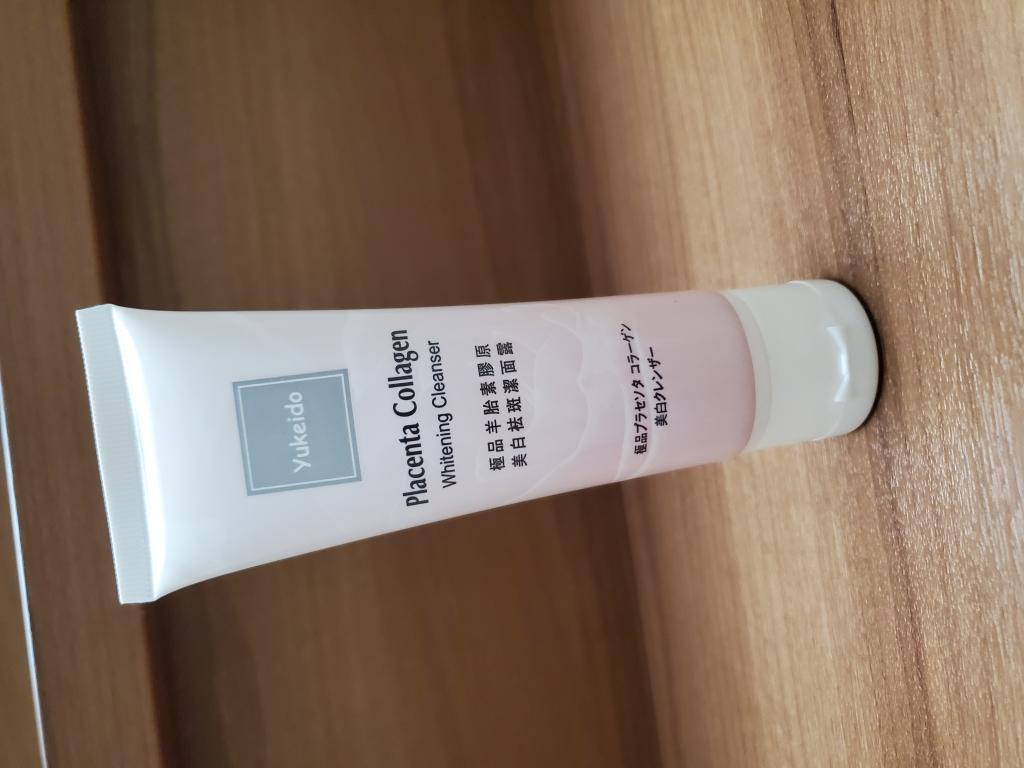 Yukeido
Placenta Collagen
Whitening Cleanser
極品羊胎素膠原
美白祛斑潔面露
極品プラセンタ コラーゲン
美白クレンザー